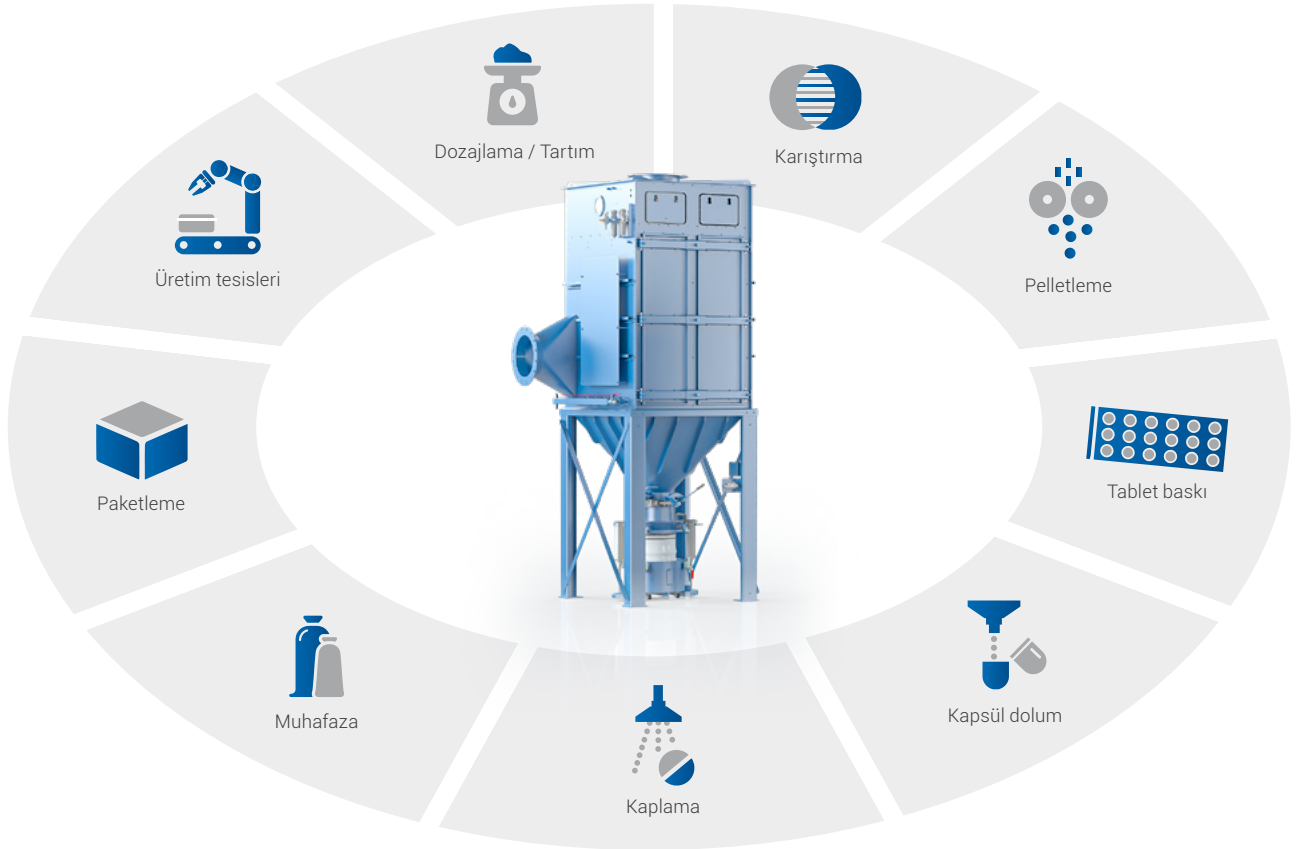 Dozajlama / Tartım
Karıştırma
Üretim tesisleri
Pelletleme
Paketleme
Tablet baskı
Muhafaza
Kapsül dolum
Kaplama